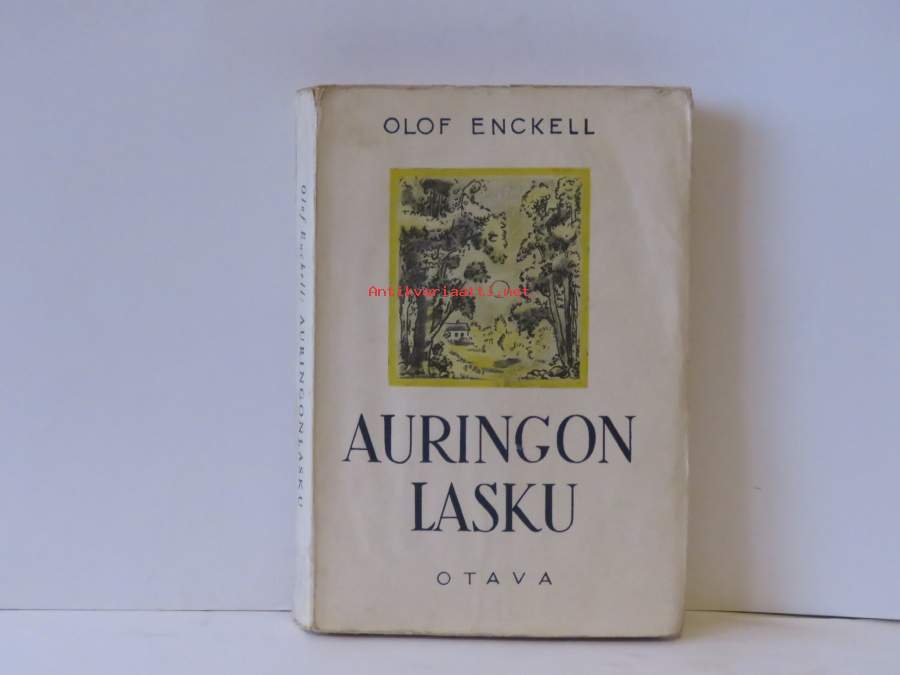 OLOF ENCKELL
Antikvariaatti.net
AURINGON
LASKU
OTAVA
Olof Enckell: AURINGONLASKU